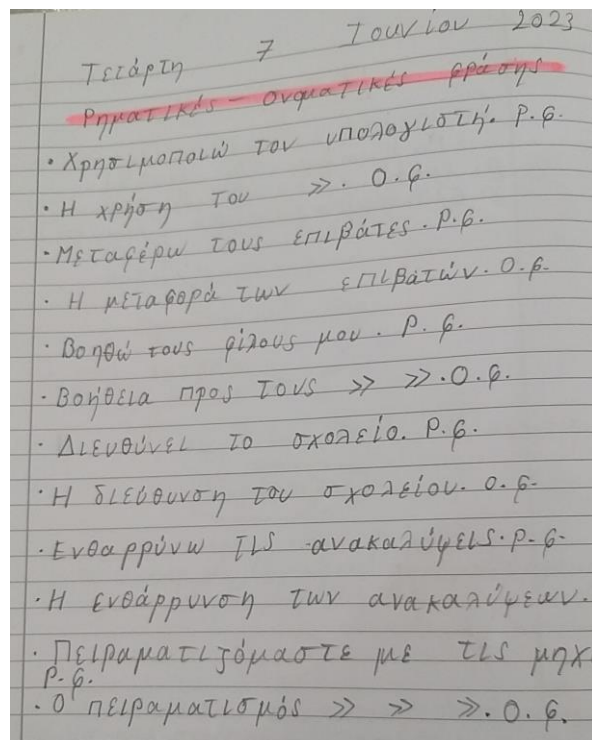 Τετάρτη 7 Ιουνίου 2023
Ρηματικές - ονοματικές φράσης
· Χρησιμοποιώ τον υπολογιστή. Ρ.φ.
· Η χρήση του ». Ο.φ.
· Μεταφέρω τους επιβάτες. Ρ.φ.
· Η μεταφορά των επιβατών. Ο.φ.
· Βοηθώ τους φίλους μου. Ρ.φ.
· Βοήθεια προς τους » ». Ο.φ.
· Διευθύνει το σχολείο. Ρ.φ.
· Η διεύθυνση του σχολείου. Ο.φ.
· Ενθαρρύνω τις ανακαλύψεις. Ρ.φ.
· Η ενθάρρυνση των ανακαλύψεων.
· Πειραματιζόμαστε με τις μηχ
Ρ.φ.
· Ο πειραματισμός » » ». Ο.φ.